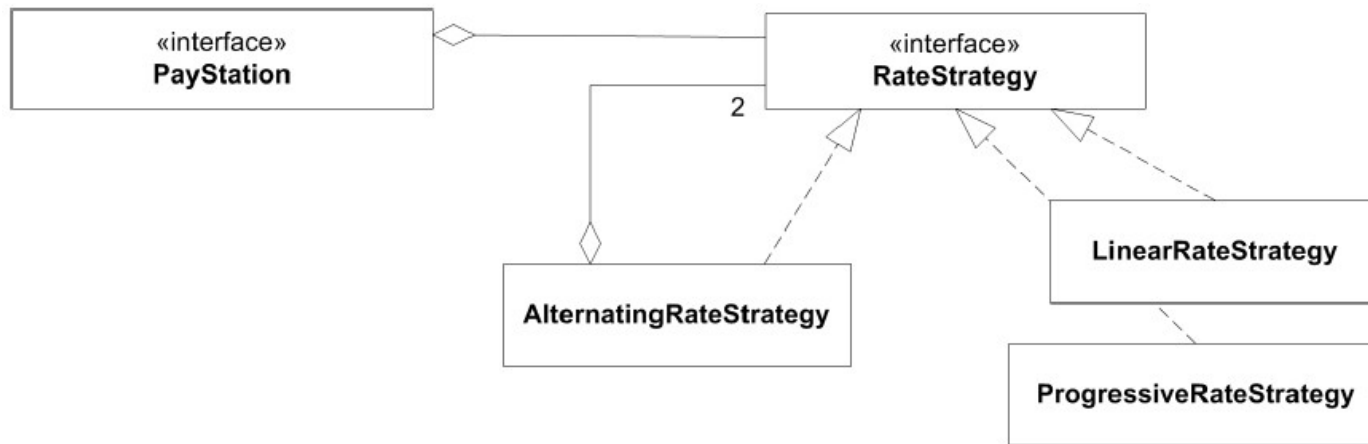 «interface»
PayStation
«interface»
RateStrategy
2
AlternatingRateStrategy
LinearRateStrategy
ProgressiveRateStrategy